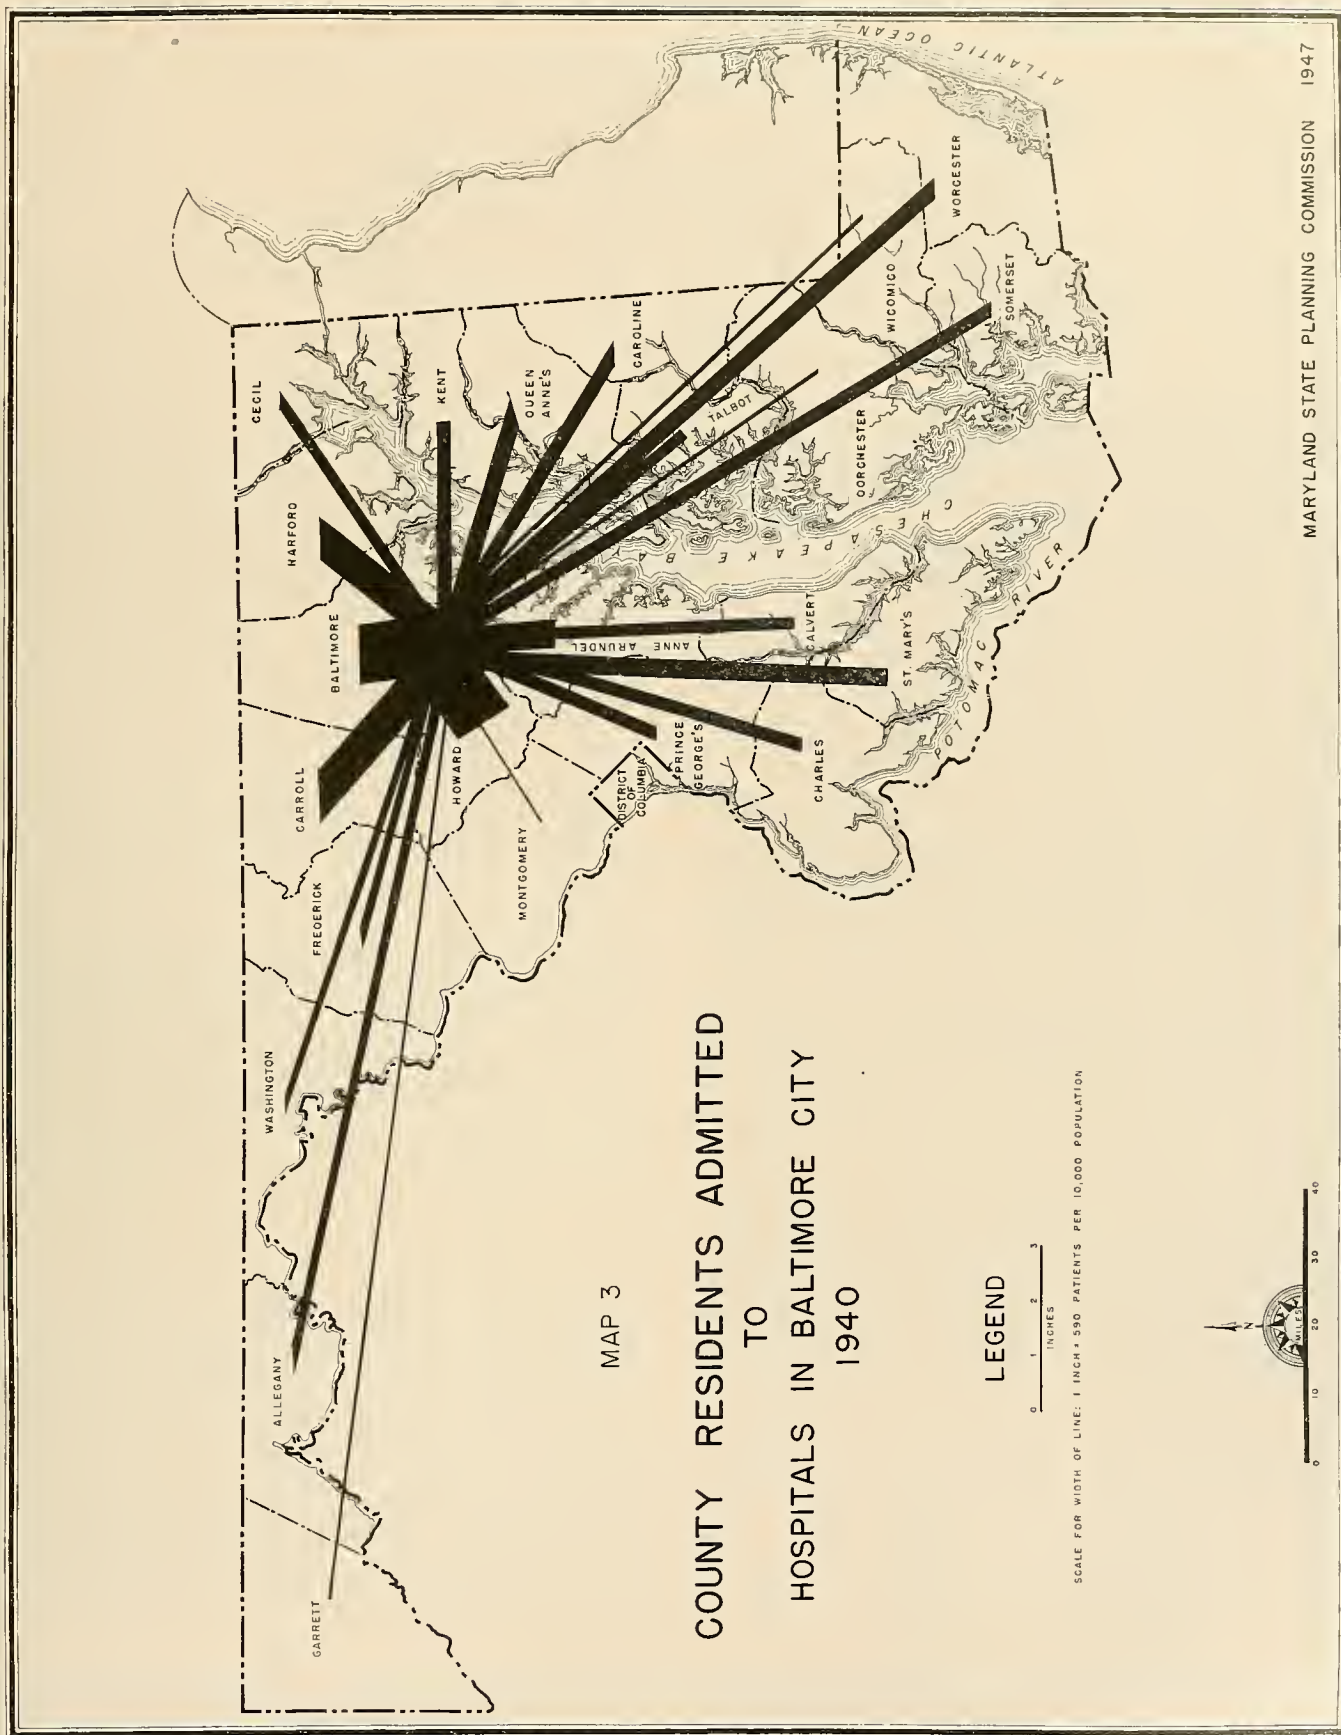 MAP 3
COUNTY RESIDENTS ADMITTED
TO
HOSPITALS IN BALTIMORE CITY
1940
LEGEND
0 1 2 3
INCHES
SCALE FOR WIDTH OF LINE: 1 INCH = 590 PATIENTS PER 10,000 POPULATION
N
MILES
0 10 20 30 40
MARYLAND STATE PLANNING COMMISSION 1947
GARRETT
ALLEGANY
WASHINGTON
FREDERICK
CARROLL
BALTIMORE
HARFORD
CECIL
HOWARD
MONTGOMERY
KENT
QUEEN
ANNE'S
CAROLINE
TALBOT
ANNE ARUNDEL
DISTRICT
OF
COLUMBIA
PRINCE
GEORGE'S
CHARLES
CALVERT
ST. MARY'S
DORCHESTER
WICOMICO
SOMERSET
WORCESTER
CHESAPEAKE BAY
POTOMAC RIVER
ATLANTIC OCEAN